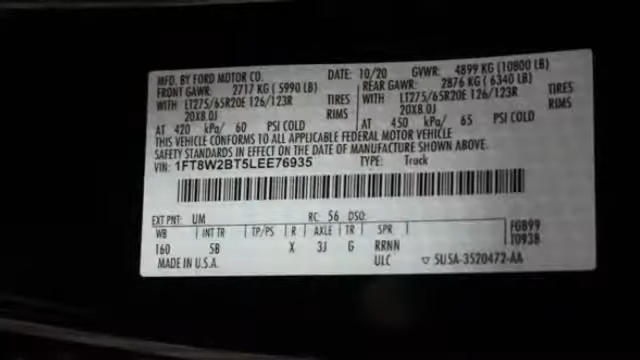 MFD. BY FORD MOTOR CO. DATE: 10/20 GVWR: 4899 KG (10800 LB)
FRONT GAWR: 2717 KG ( 5990 LB) REAR GAWR: 2876 KG ( 6340 LB)
WITH LT275/65R20E 126/123R TIRES WITH LT275/65R20E 126/123R TIRES
20X8.0J RIMS 20X8.0J RIMS
AT 420 kPa/ 60 PSI COLD AT 450 kPa/ 65 PSI COLD
THIS VEHICLE CONFORMS TO ALL APPLICABLE FEDERAL MOTOR VEHICLE
SAFETY STANDARDS IN EFFECT ON THE DATE OF MANUFACTURE SHOWN ABOVE.
VIN: 1FT8W2BT5LEE76935 TYPE: Truck
EXT PNT: UM RC: 56 DSO:
WB INT TR TP/PS R AXLE TR SPR FGB99
160 5B X 3J G RRNN T0938
MADE IN U.S.A. ULC ▽ 5U5A-3520472-AA